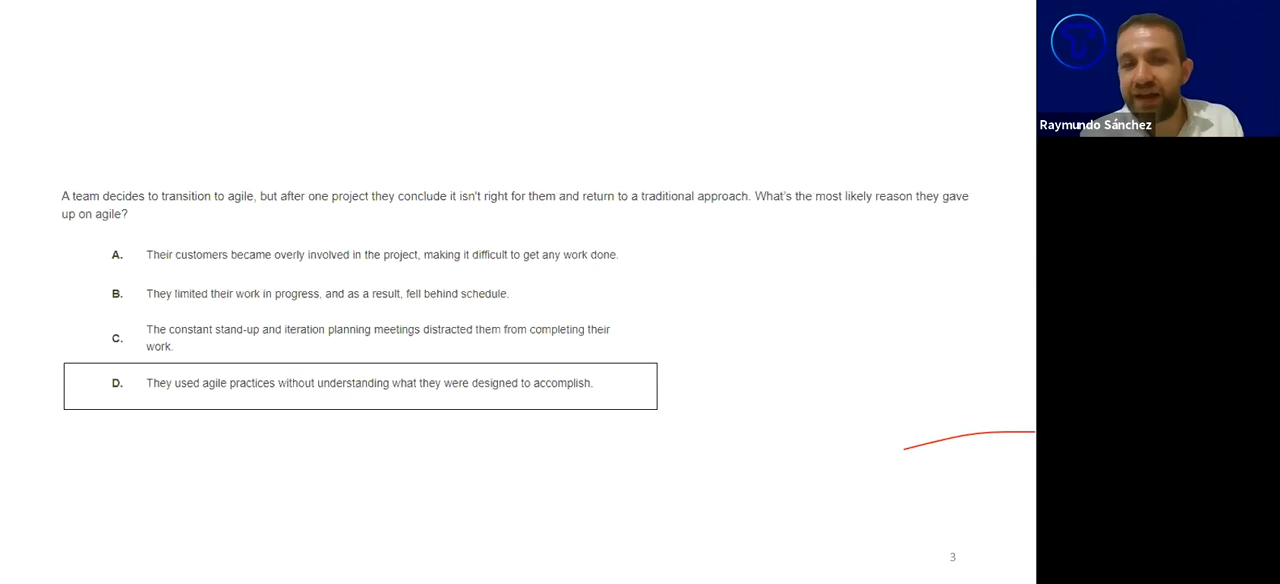 A team decides to transition to agile, but after one project they conclude it isn't right for them and return to a traditional approach. What's the most likely reason they gave
up on agile?
A. Their customers became overly involved in the project, making it difficult to get any work done.
B. They limited their work in progress, and as a result, fell behind schedule.
C. The constant stand-up and iteration planning meetings distracted them from completing their
work.
D. They used agile practices without understanding what they were designed to accomplish.
3
Raymundo Sánchez